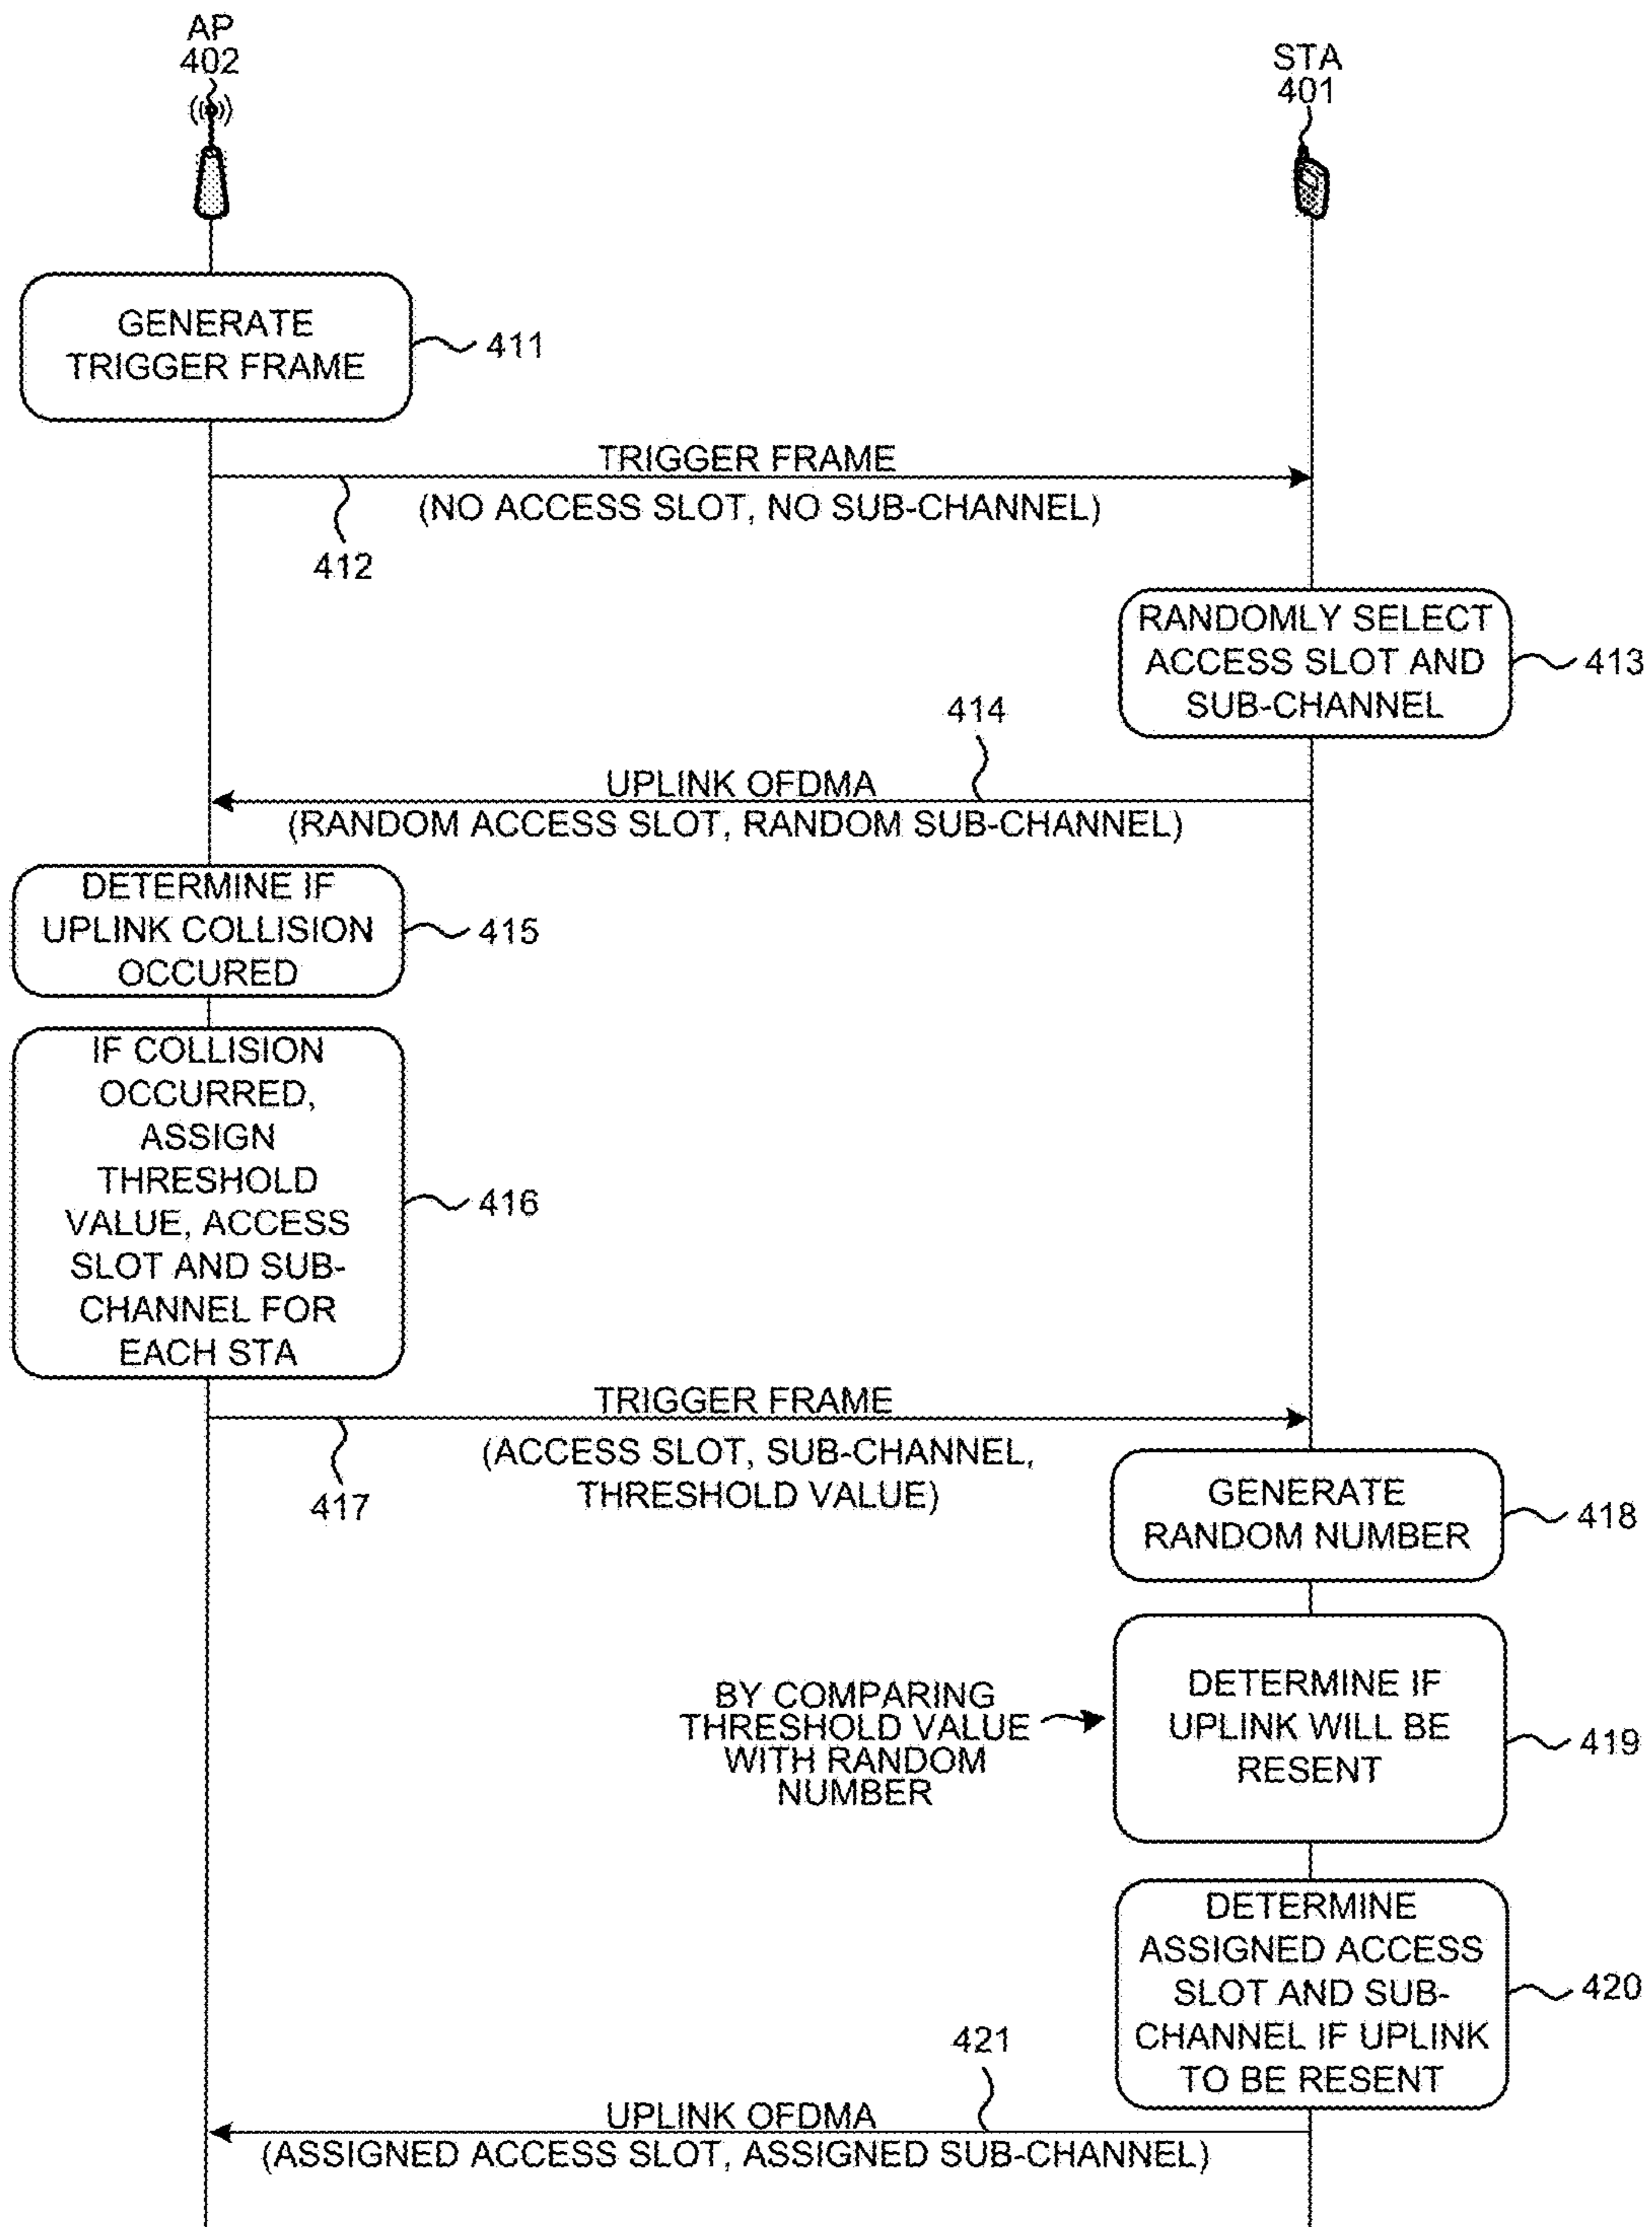 AP
402
STA
401
GENERATE
TRIGGER FRAME
411
TRIGGER FRAME
(NO ACCESS SLOT, NO SUB-CHANNEL)
412
RANDOMLY SELECT
ACCESS SLOT AND
SUB-CHANNEL
413
414
UPLINK OFDMA
(RANDOM ACCESS SLOT, RANDOM SUB-CHANNEL)
DETERMINE IF
UPLINK COLLISION
OCCURED
415
IF COLLISION
OCCURRED,
ASSIGN
THRESHOLD
VALUE, ACCESS
SLOT AND SUB-
CHANNEL FOR
EACH STA
416
TRIGGER FRAME
(ACCESS SLOT, SUB-CHANNEL,
THRESHOLD VALUE)
417
GENERATE
RANDOM NUMBER
418
BY COMPARING
THRESHOLD VALUE
WITH RANDOM
NUMBER
DETERMINE IF
UPLINK WILL BE
RESENT
419
DETERMINE
ASSIGNED ACCESS
SLOT AND SUB-
CHANNEL IF UPLINK
TO BE RESENT
420
421
UPLINK OFDMA
(ASSIGNED ACCESS SLOT, ASSIGNED SUB-CHANNEL)